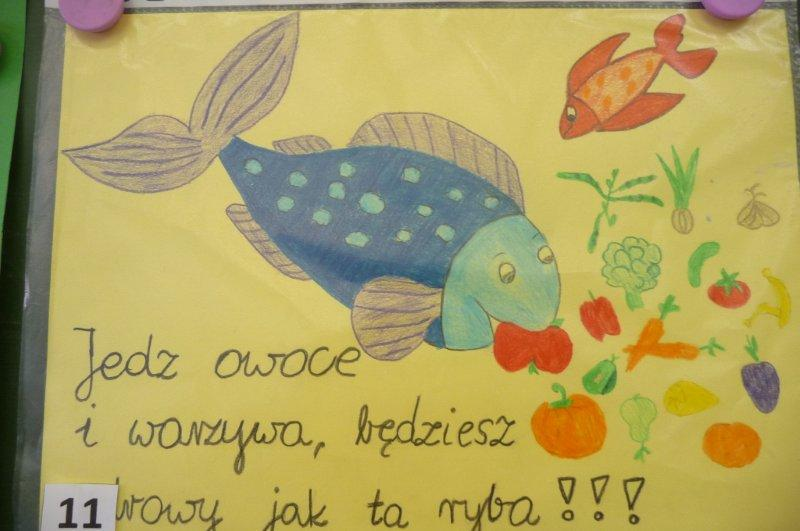 Jedz owoce
i warzywa, będziesz
jak ta ryba!!!
11